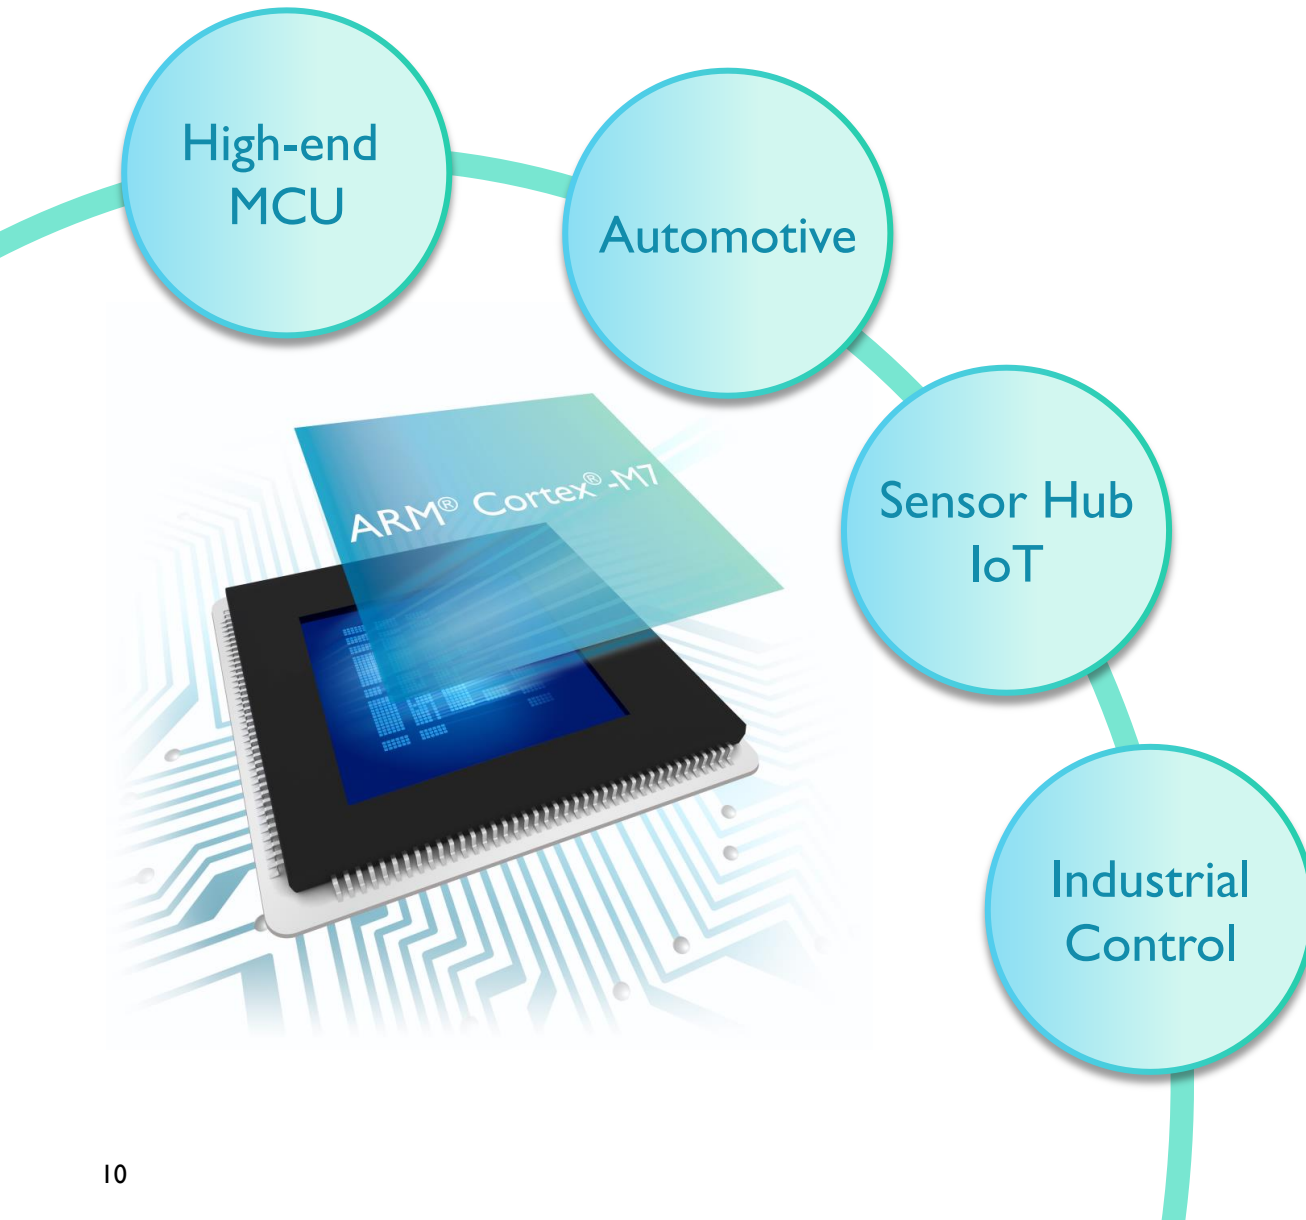 High-end
MCU
Automotive
ARM® Cortex®-M7
Sensor Hub
IoT
Industrial
Control
10